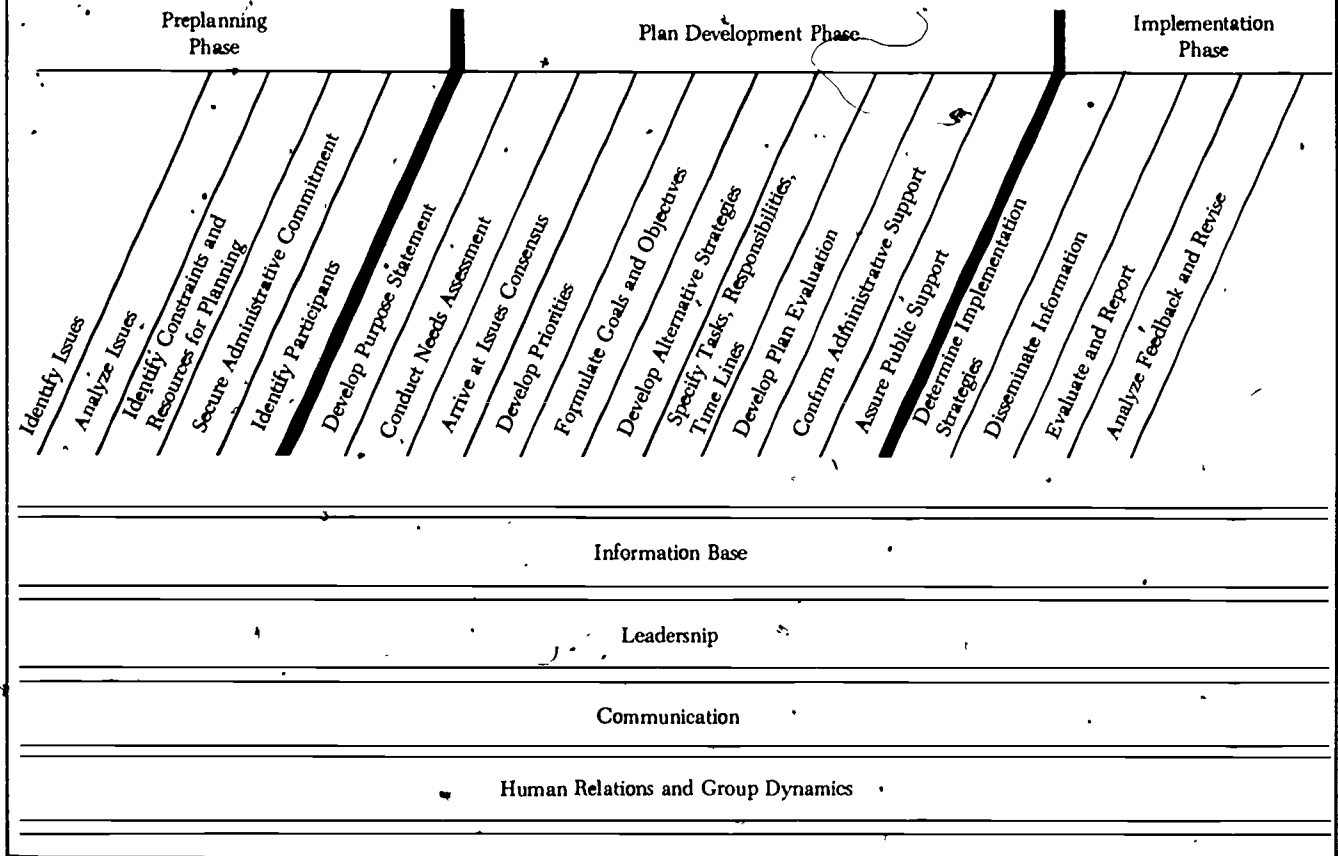 Preplanning
Phase
Plan Development Phase
Implementation
Phase
Identify Issues
Analyze Issues
Identify Constraints and
Resources for Planning
Secure Administrative Commitment
Identify Participants
Develop Purpose Statement
Conduct Needs Assessment
Arrive at Issues Consensus
Develop Priorities
Formulate Goals and Objectives
Develop Alternative Strategies
Specify Tasks, Responsibilities,
Time Lines
Develop Plan Evaluation
Confirm Administrative Support
Assure Public Support
Determine Implementation
Strategies
Disseminate Information
Evaluate and Report
Analyze Feedback and Revise
Information Base
Leadership
Communication
Human Relations and Group Dynamics